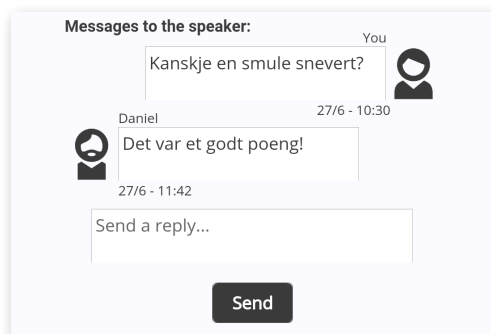 Messages to the speaker:
You
Kanskje en smule snevert?
27/6 - 10:30
Daniel
Det var et godt poeng!
27/6 - 11:42
Send a reply...
Send